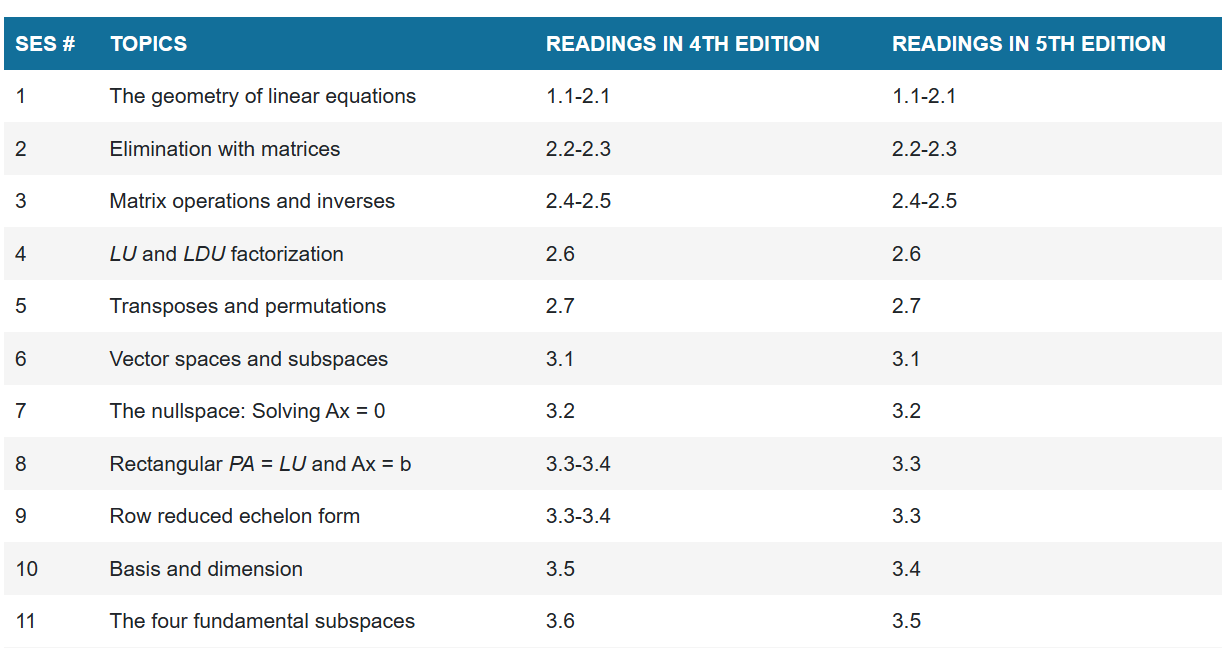 SES # TOPICS READINGS IN 4TH EDITION READINGS IN 5TH EDITION
1 The geometry of linear equations 1.1-2.1 1.1-2.1
2 Elimination with matrices 2.2-2.3 2.2-2.3
3 Matrix operations and inverses 2.4-2.5 2.4-2.5
4 LU and LDU factorization 2.6 2.6
5 Transposes and permutations 2.7 2.7
6 Vector spaces and subspaces 3.1 3.1
7 The nullspace: Solving Ax = 0 3.2 3.2
8 Rectangular PA = LU and Ax = b 3.3-3.4 3.3
9 Row reduced echelon form 3.3-3.4 3.3
10 Basis and dimension 3.5 3.4
11 The four fundamental subspaces 3.6 3.5